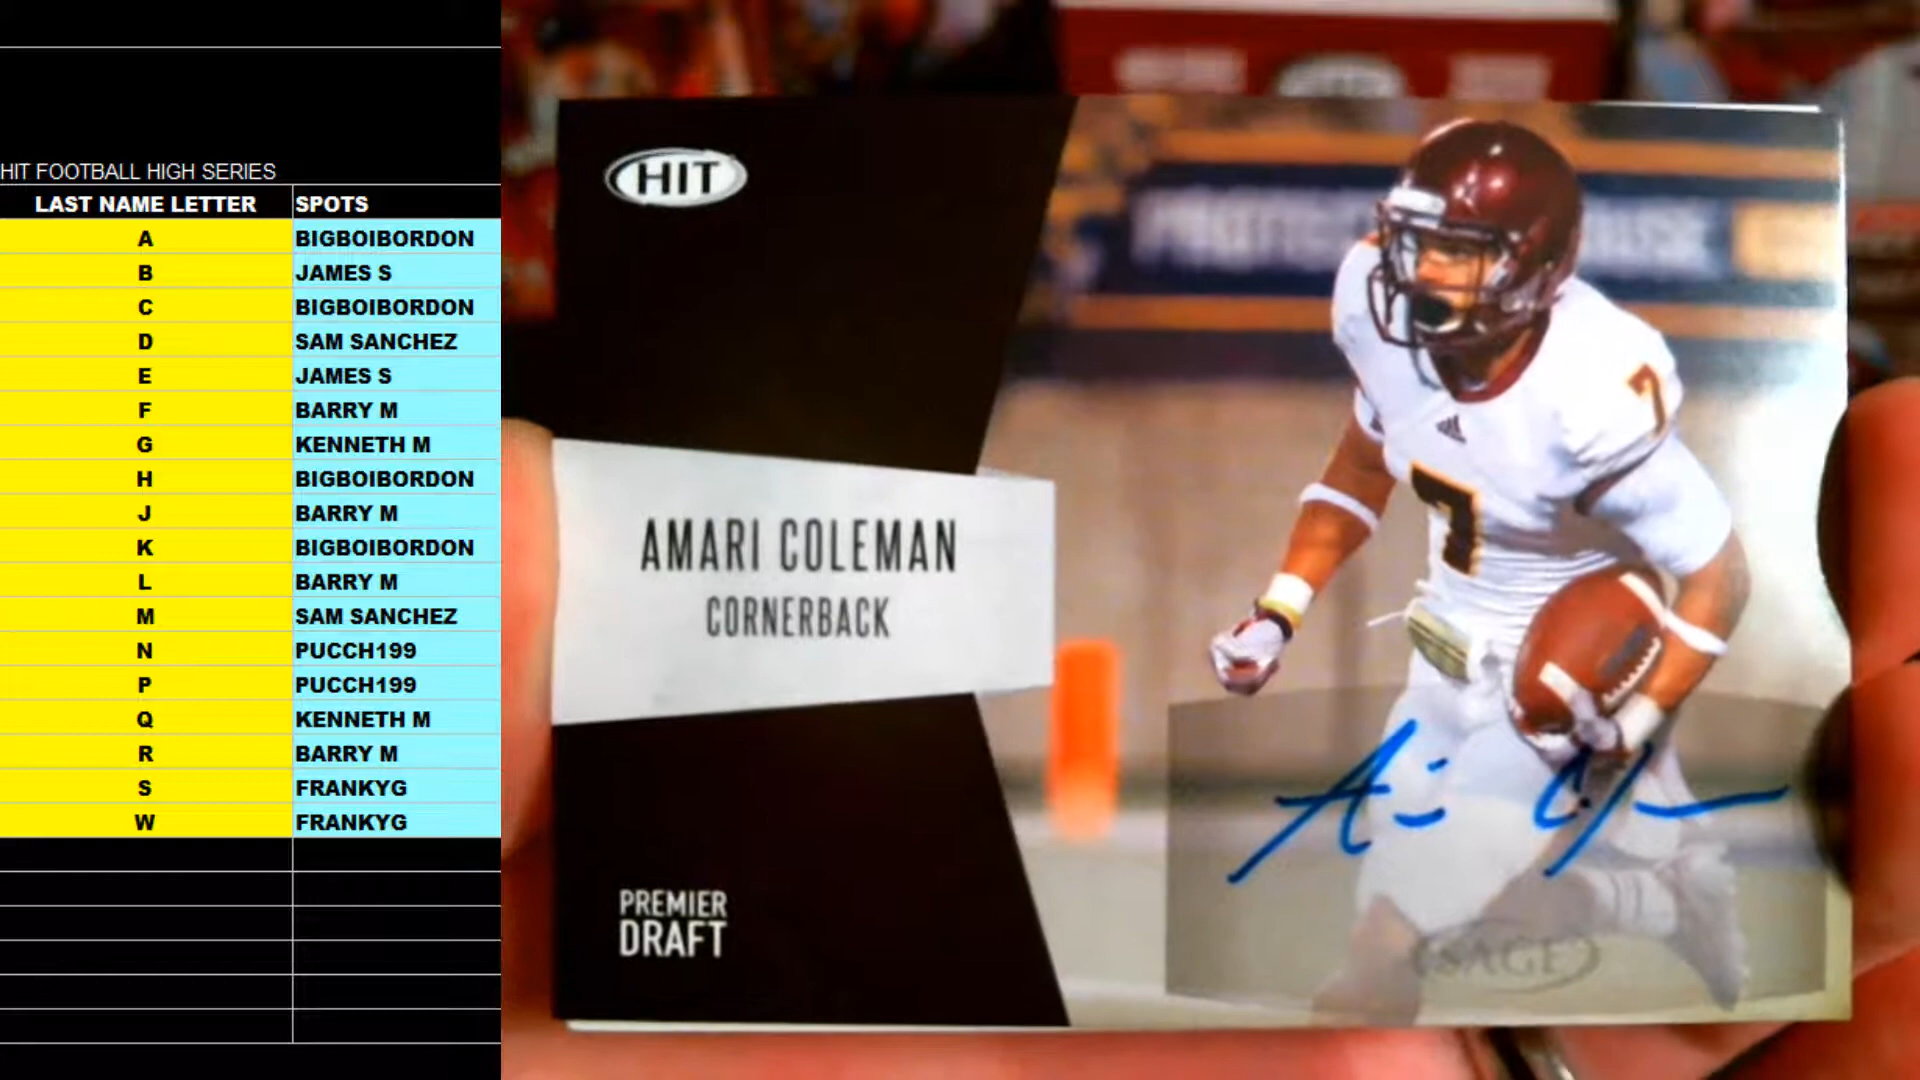 HIT FOOTBALL HIGH SERIES
LAST NAME LETTER SPOTS
A BIGBOIBORDON
B JAMES S
C BIGBOIBORDON
D SAM SANCHEZ
E JAMES S
F BARRY M
G KENNETH M
H BIGBOIBORDON
J BARRY M
K BIGBOIBORDON
L BARRY M
M SAM SANCHEZ
N PUCCH199
P PUCCH199
Q KENNETH M
R BARRY M
S FRANKYG
W FRANKYG
HIT
AMARI COLEMAN
CORNERBACK
PREMIER
DRAFT
7
7
SAGE